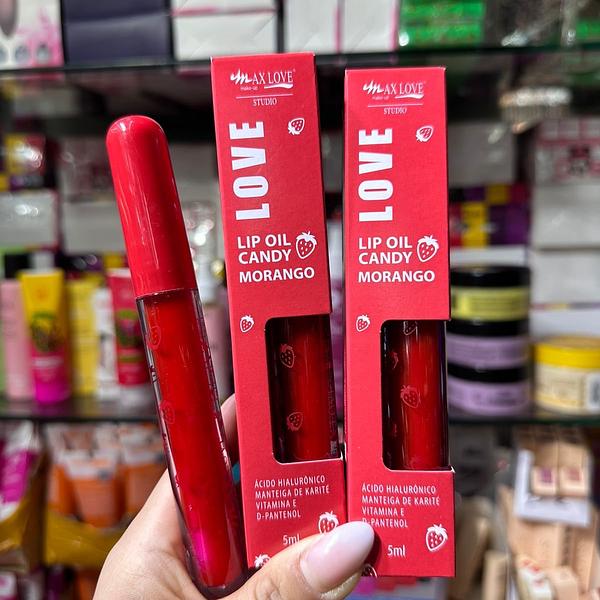 MAX LOVE
make-up
STUDIO
LOVE
LIP OIL
CANDY
MORANGO
ÁCIDO HIALURÔNICO
MANTEIGA DE KARITÉ
VITAMINA E
D-PANTENOL
5ml
MAX LOVE
make-up
STUDIO
LOVE
LIP OIL
CANDY
MORANGO
ÁCIDO HIALURÔNICO
MANTEIGA DE KARITÉ
VITAMINA E
D-PANTENOL
5ml